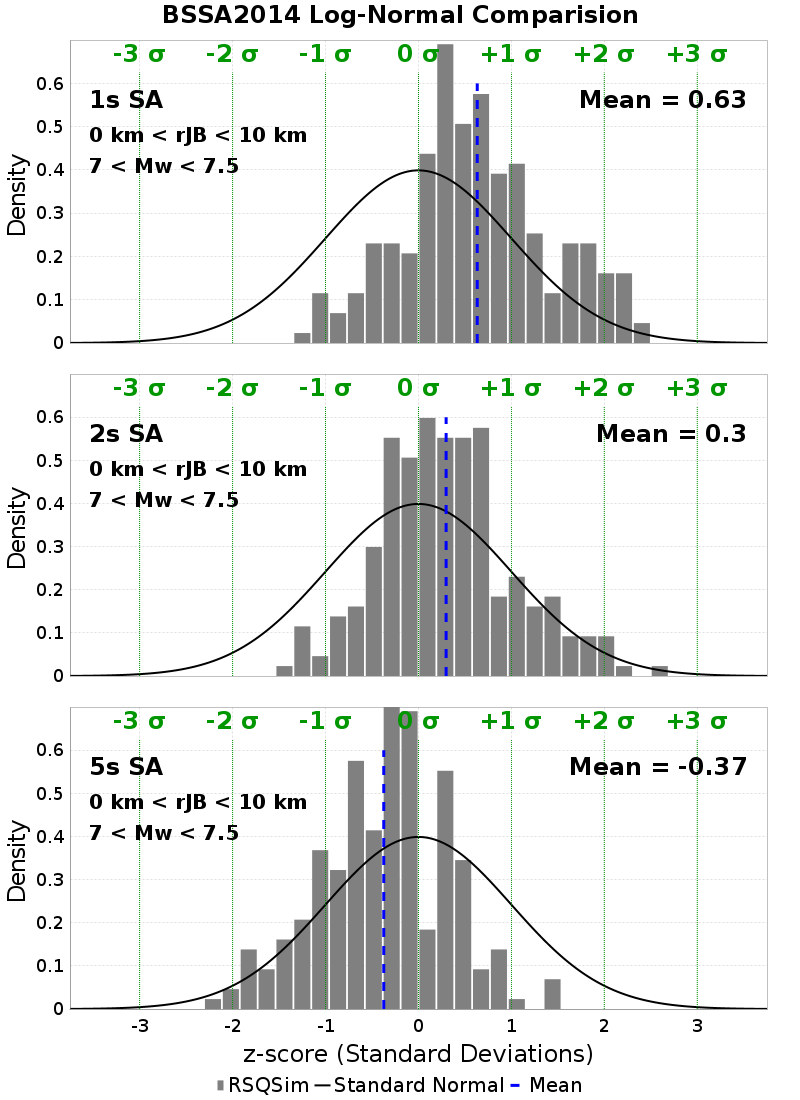 BSSA2014 Log-Normal Comparision
-3 σ -2 σ -1 σ 0 σ +1 σ +2 σ +3 σ
0.6
1s SA Mean = 0.63
0.5
0 km < rJB < 10 km
7 < Mw < 7.5
0.4
0.3
0.2
0.1
0
Density
-3 σ -2 σ -1 σ 0 σ +1 σ +2 σ +3 σ
0.6
2s SA Mean = 0.3
0.5
0 km < rJB < 10 km
7 < Mw < 7.5
0.4
0.3
0.2
0.1
0
Density
-3 σ -2 σ -1 σ 0 σ +1 σ +2 σ +3 σ
0.6
5s SA Mean = -0.37
0.5
0 km < rJB < 10 km
7 < Mw < 7.5
0.4
0.3
0.2
0.1
0
Density
-3 -2 -1 0 1 2 3
z-score (Standard Deviations)
RSQSim Standard Normal Mean